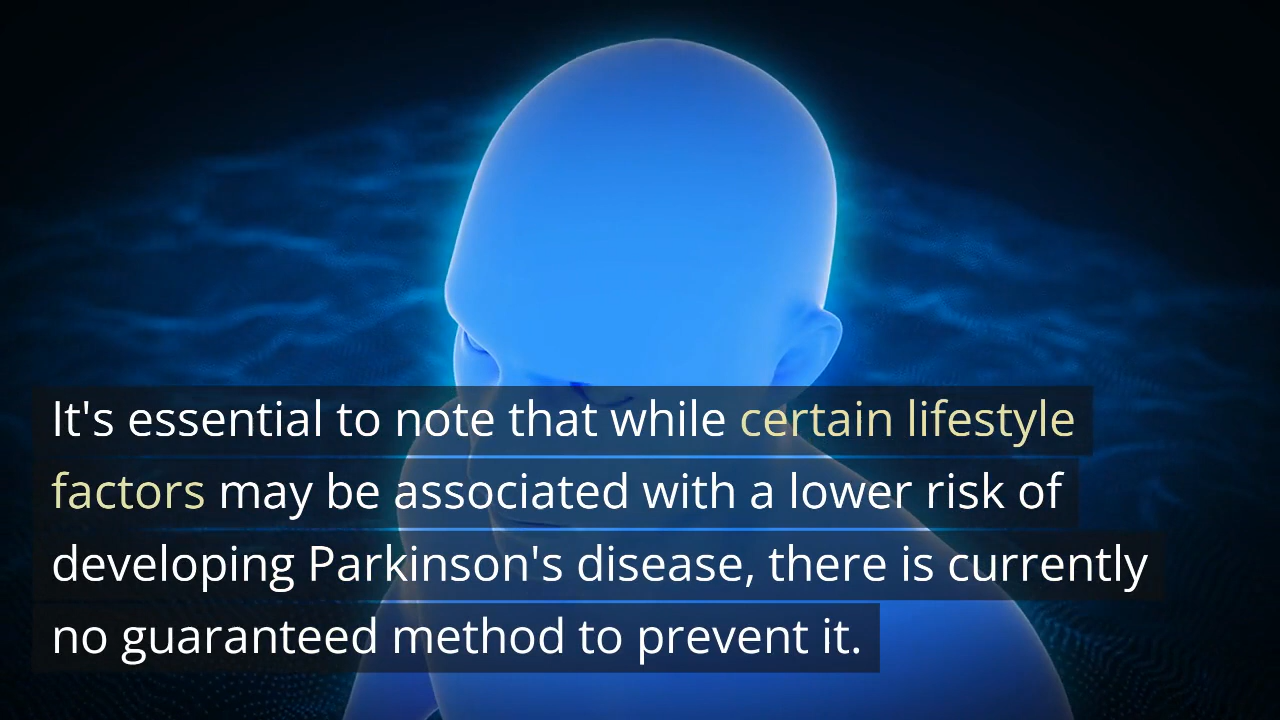 It's essential to note that while certain lifestyle
factors may be associated with a lower risk of
developing Parkinson's disease, there is currently
no guaranteed method to prevent it.